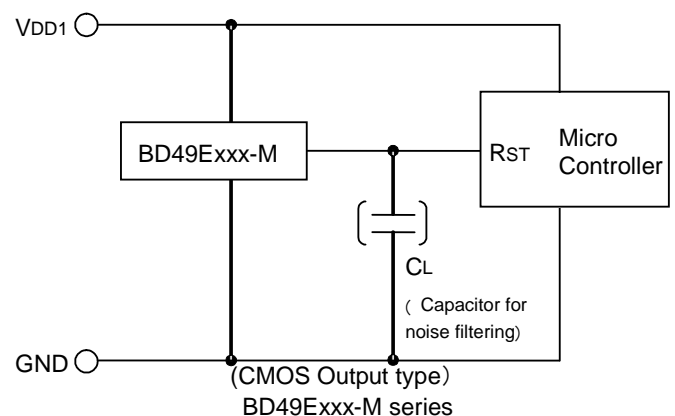 VDD1
BD49Exxx-M
RST
Micro
Controller
CL
( Capacitor for
noise filtering)
GND
(CMOS Output type）
BD49Exxx-M series